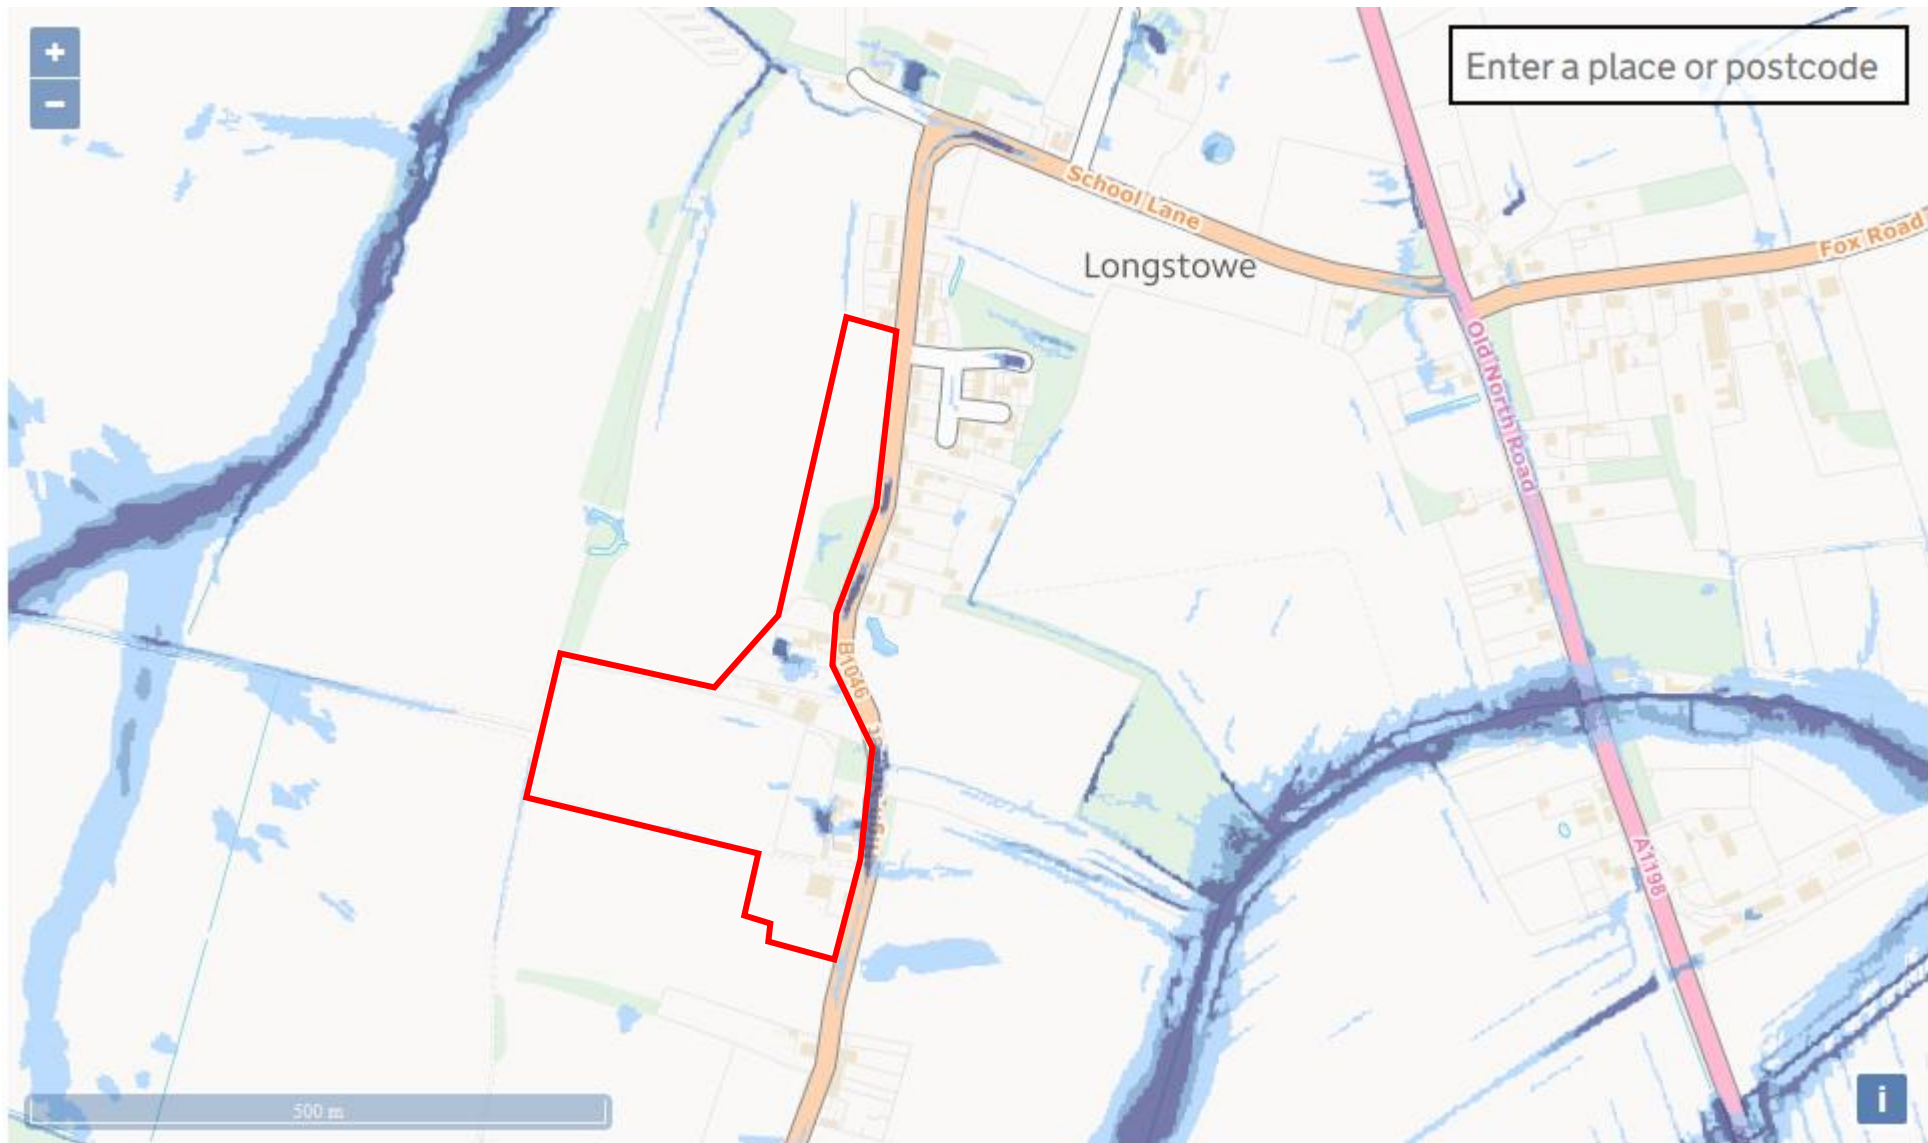 +
−
Enter a place or postcode
School Lane
Longstowe
Fox Road
Old North Road
B1046
A1198
500 m
i